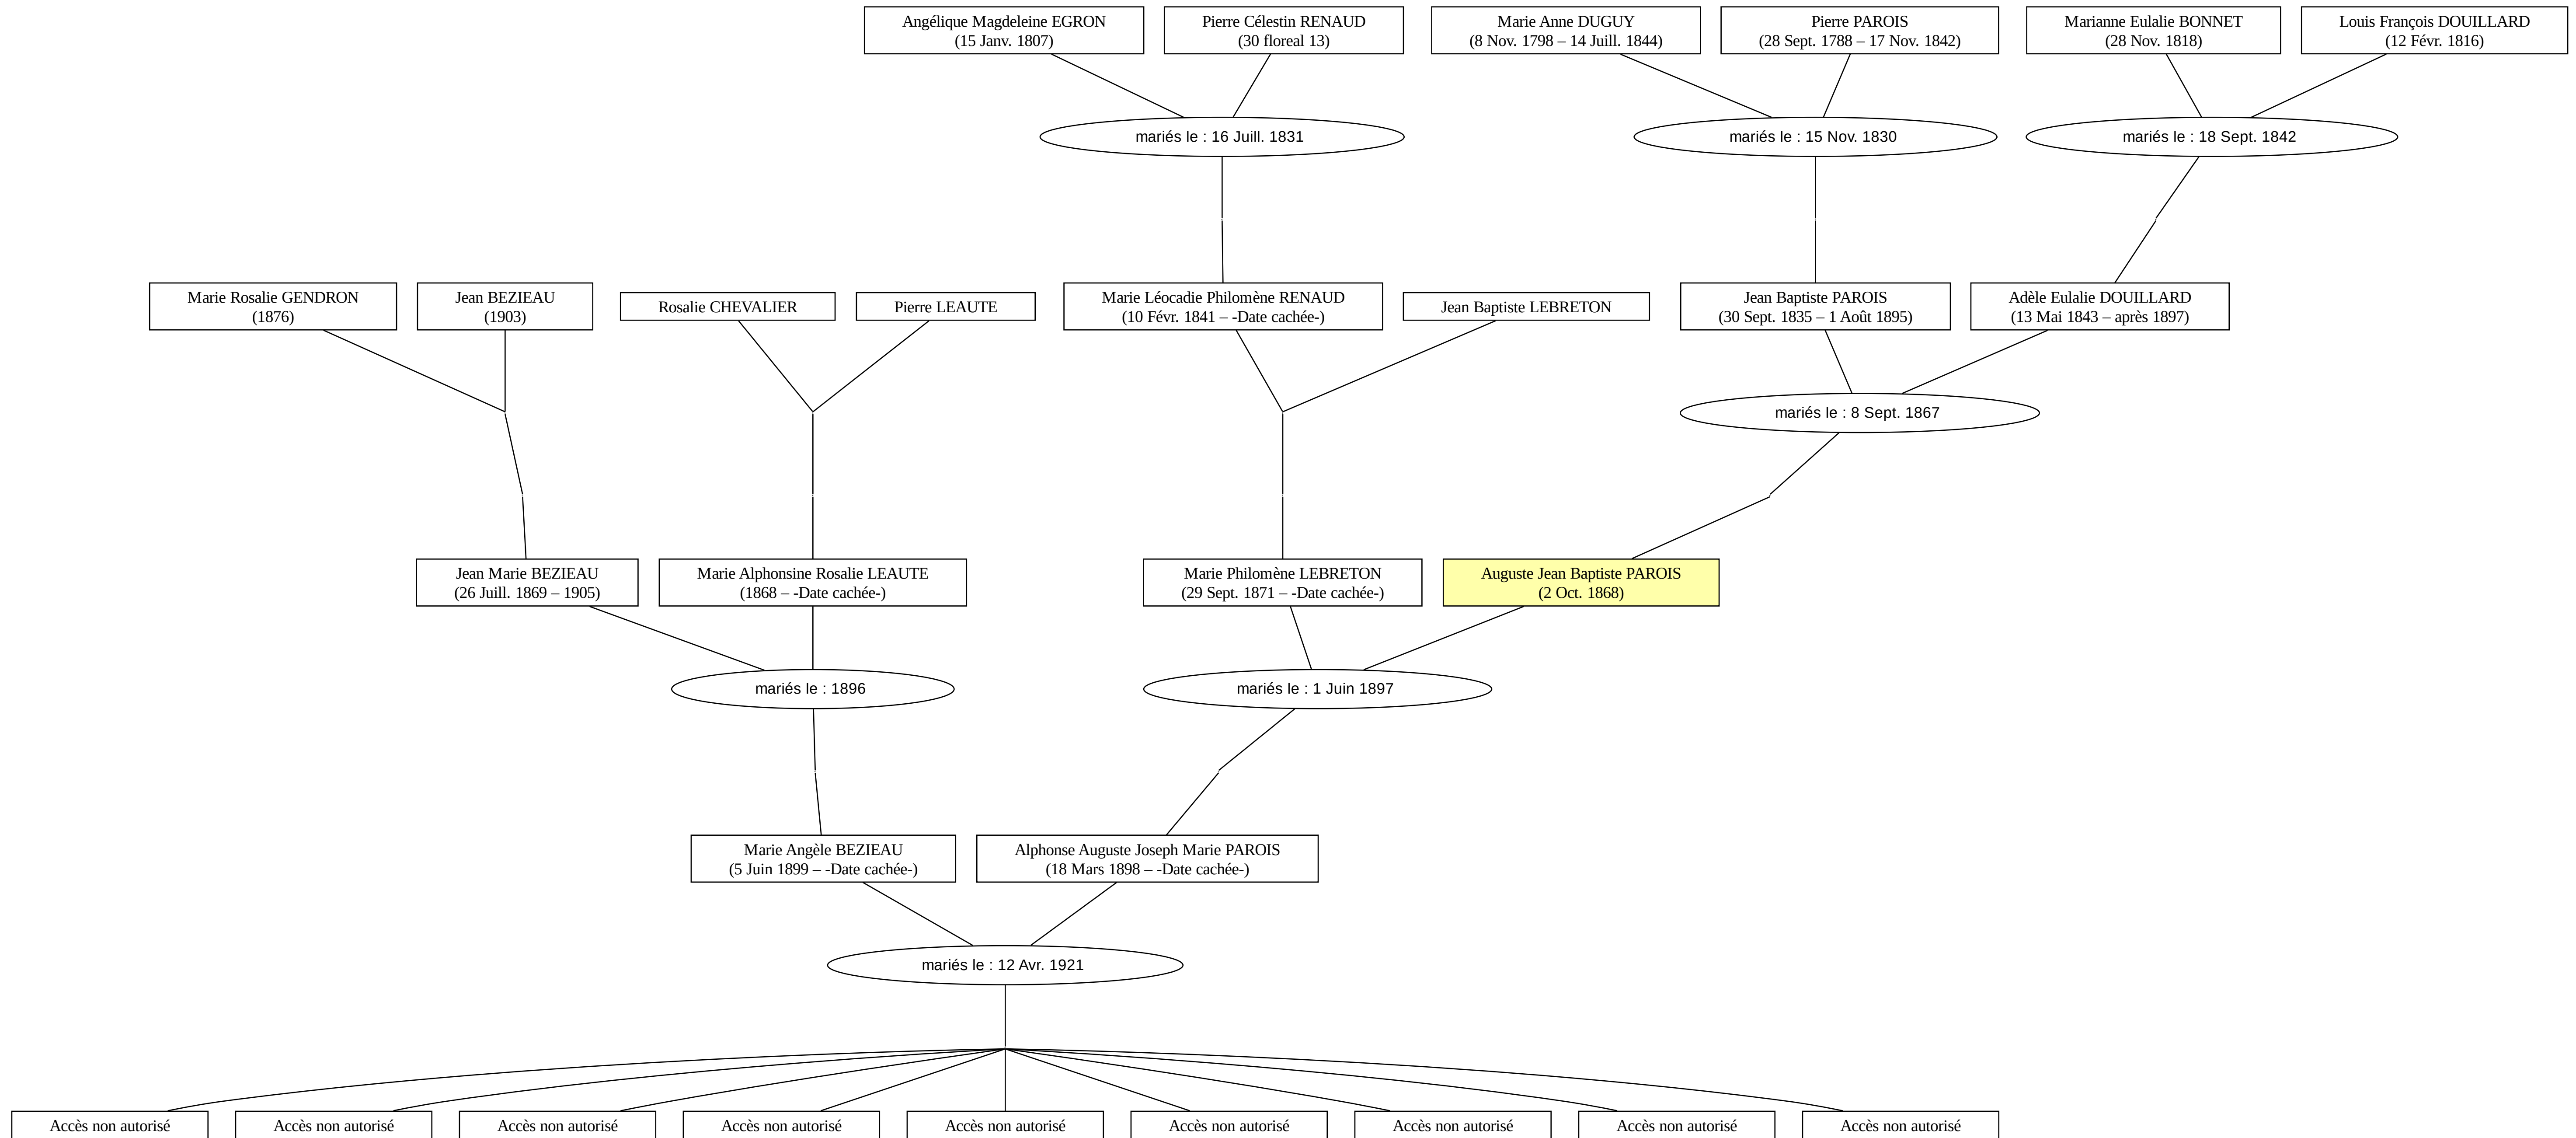 Angélique Magdeleine EGRON
(15 Janv. 1807)
Pierre Célestin RENAUD
(30 floreal 13)
Marie Anne DUGUY
(8 Nov. 1798 – 14 Juill. 1844)
Pierre PAROIS
(28 Sept. 1788 – 17 Nov. 1842)
Marianne Eulalie BONNET
(28 Nov. 1818)
Louis François DOUILLARD
(12 Févr. 1816)
mariés le : 16 Juill. 1831
mariés le : 15 Nov. 1830
mariés le : 18 Sept. 1842
Marie Rosalie GENDRON
(1876)
Jean BEZIEAU
(1903)
Rosalie CHEVALIER
Pierre LEAUTE
Marie Léocadie Philomène RENAUD
(10 Févr. 1841 – -Date cachée-)
Jean Baptiste LEBRETON
Jean Baptiste PAROIS
(30 Sept. 1835 – 1 Août 1895)
Adèle Eulalie DOUILLARD
(13 Mai 1843 – après 1897)
mariés le : 8 Sept. 1867
Jean Marie BEZIEAU
(26 Juill. 1869 – 1905)
Marie Alphonsine Rosalie LEAUTE
(1868 – -Date cachée-)
Marie Philomène LEBRETON
(29 Sept. 1871 – -Date cachée-)
Auguste Jean Baptiste PAROIS
(2 Oct. 1868)
mariés le : 1896
mariés le : 1 Juin 1897
Marie Angèle BEZIEAU
(5 Juin 1899 – -Date cachée-)
Alphonse Auguste Joseph Marie PAROIS
(18 Mars 1898 – -Date cachée-)
mariés le : 12 Avr. 1921
Accès non autorisé
Accès non autorisé
Accès non autorisé
Accès non autorisé
Accès non autorisé
Accès non autorisé
Accès non autorisé
Accès non autorisé
Accès non autorisé